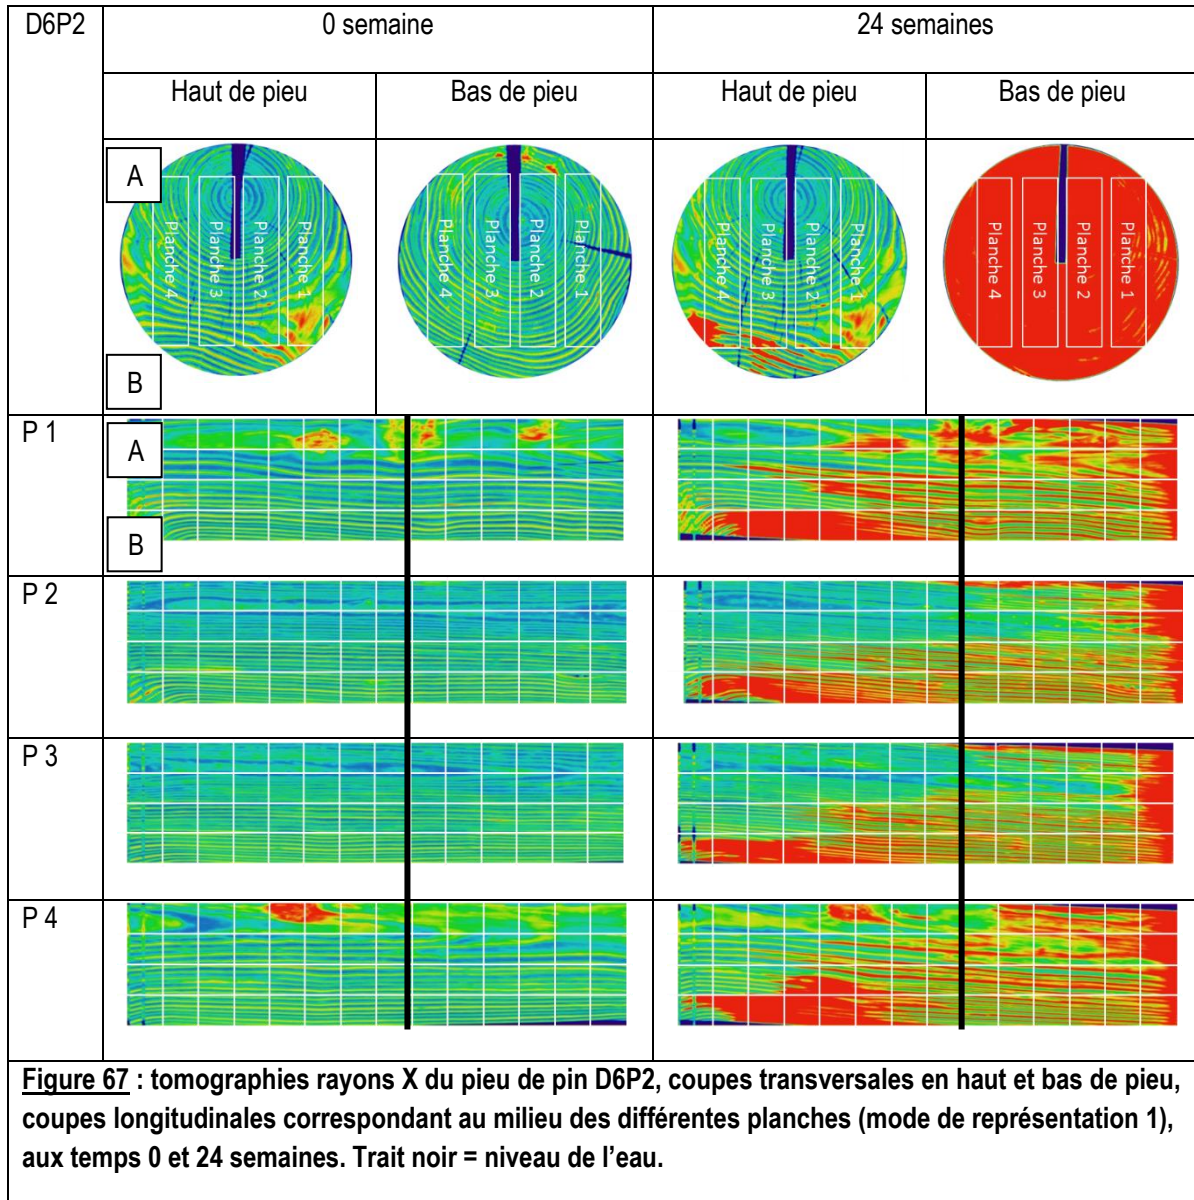 D6P2
0 semaine
24 semaines
Haut de pieu
Bas de pieu
Haut de pieu
Bas de pieu
A
B
Planche 4
Planche 3
Planche 2
Planche 1
Planche 4
Planche 3
Planche 2
Planche 1
Planche 4
Planche 3
Planche 2
Planche 1
Planche 4
Planche 3
Planche 2
Planche 1
P 1
A
B
P 2
P 3
P 4
Figure 67 : tomographies rayons X du pieu de pin D6P2, coupes transversales en haut et bas de pieu,
coupes longitudinales correspondant au milieu des différentes planches (mode de représentation 1),
aux temps 0 et 24 semaines. Trait noir = niveau de l'eau.